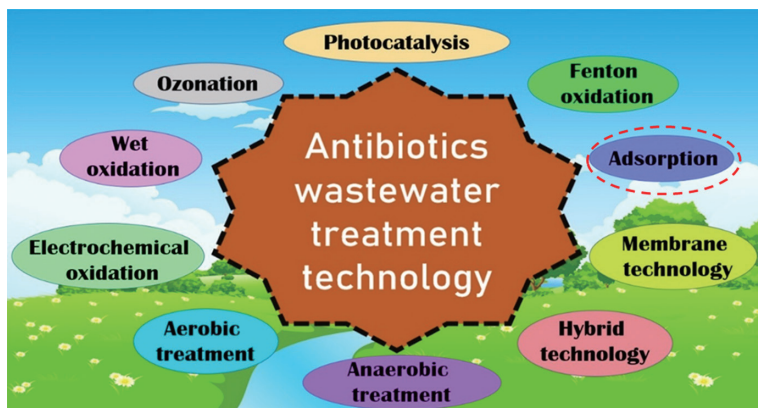 Photocatalysis
Ozonation
Fenton
oxidation
Wet
oxidation
Adsorption
Antibiotics
wastewater
treatment
technology
Electrochemical
oxidation
Membrane
technology
Aerobic
treatment
Hybrid
technology
Anaerobic
treatment